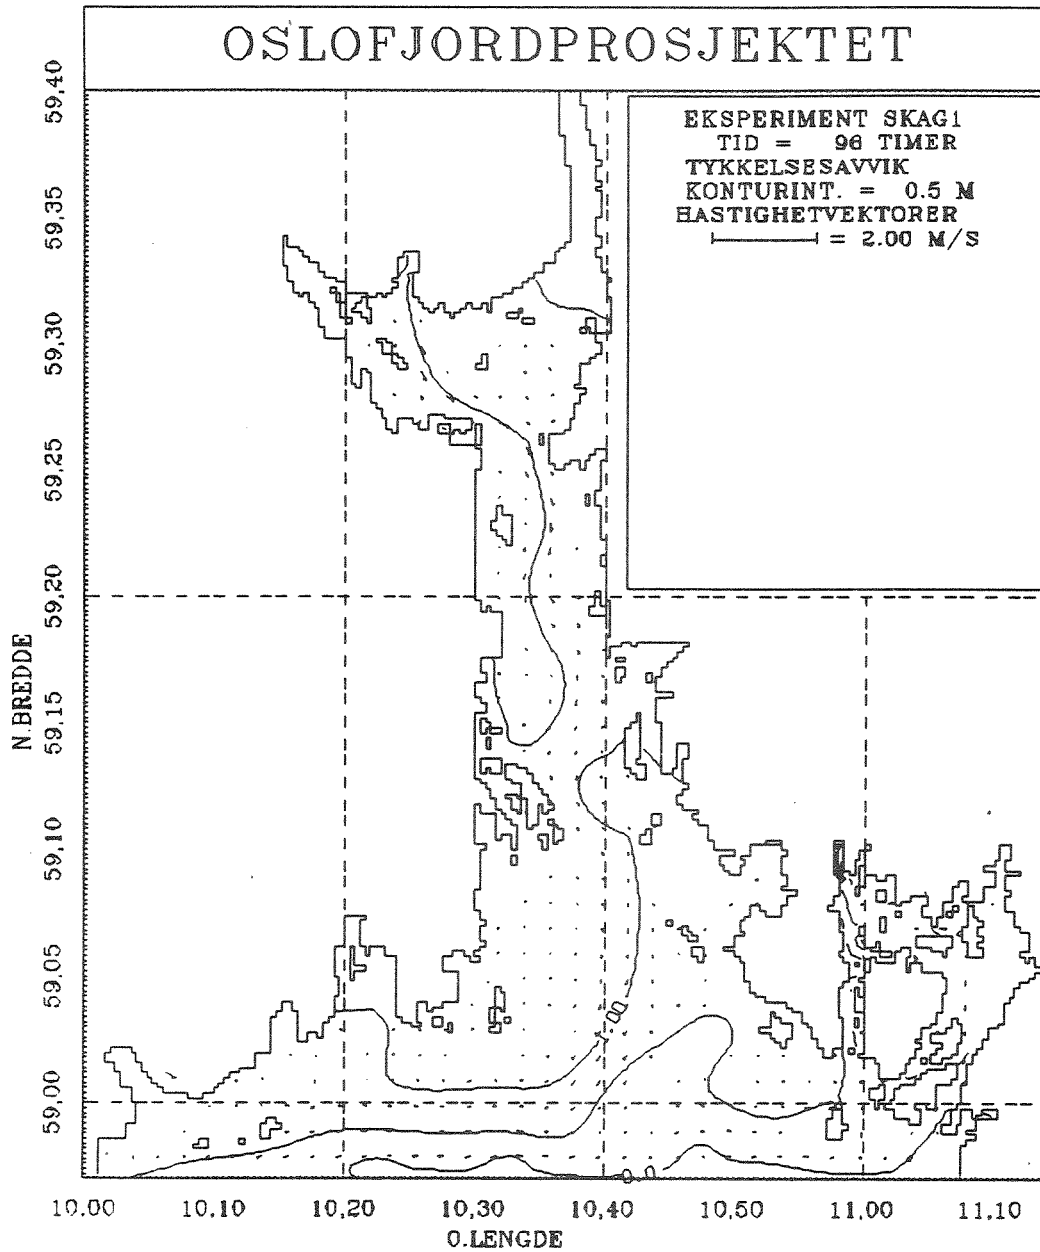 OSLOFJORDPROSJEKTET
EKSPERIMENT SKAG1
TID = 96 TIMER
TYKKELSESAVVIK
KONTURINT. = 0.5 M
HASTIGHETVEKTORER
= 2.00 M/S
59,40
59,35
59,30
59,25
59,20
59,15
59,10
59,05
59,00
N.BREDDE
10,00 10,10 10,20 10,30 10,40 10,50 11,00 11,10
O.LENGDE